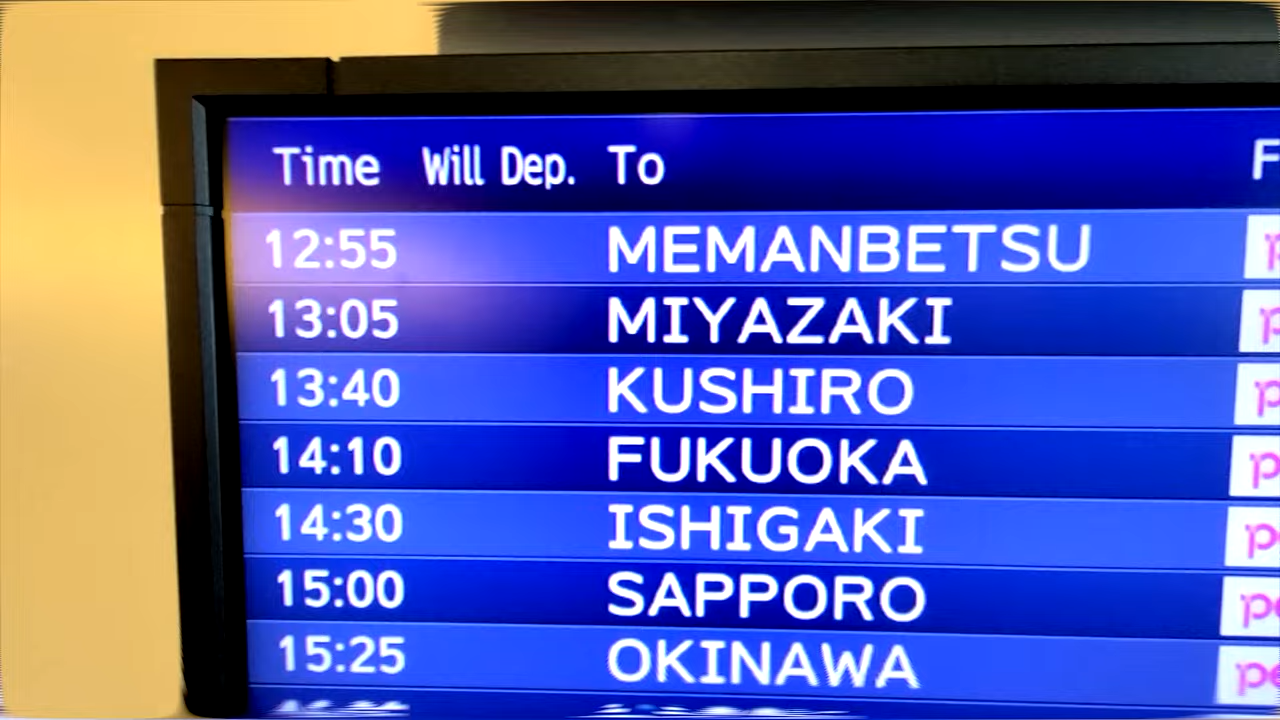 Time Will Dep. To F
12:55 MEMANBETSU
13:05 MIYAZAKI
13:40 KUSHIRO
14:10 FUKUOKA
14:30 ISHIGAKI
15:00 SAPPORO
15:25 OKINAWA